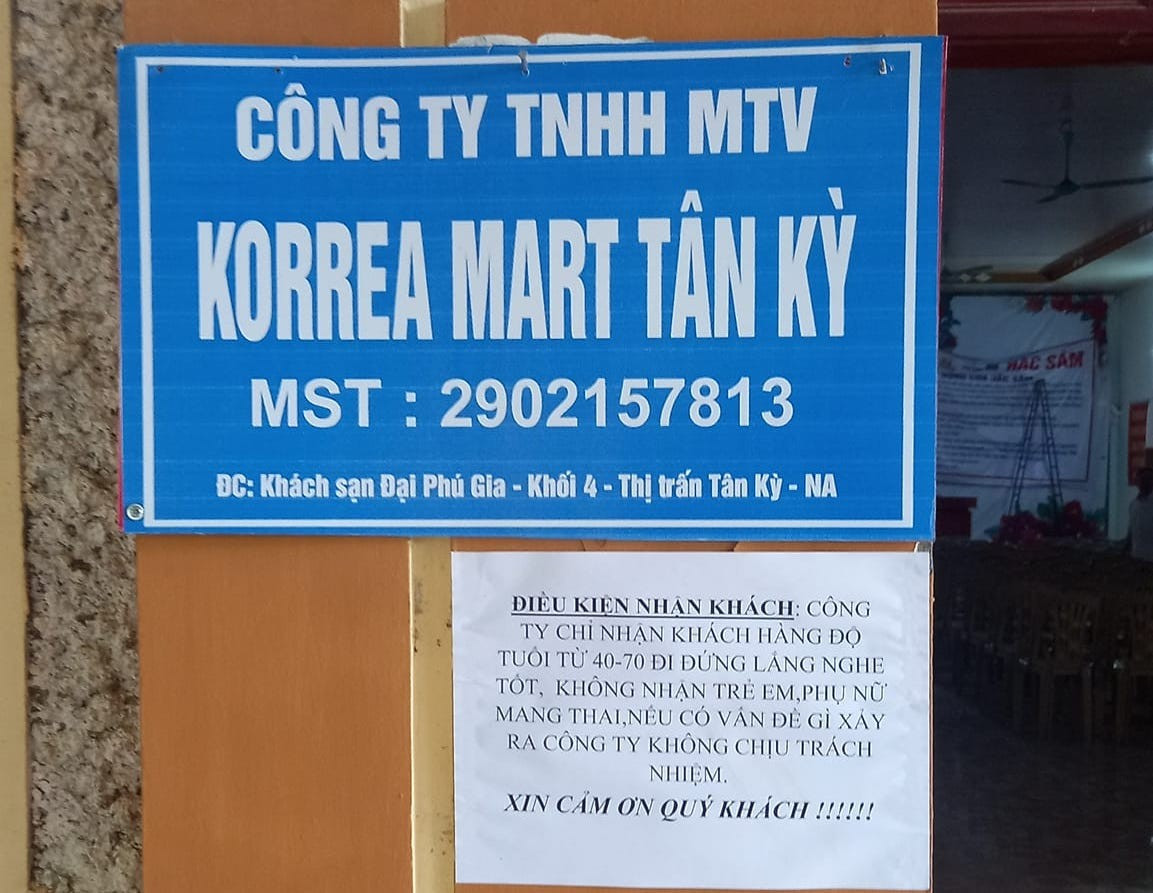 CÔNG TY TNHH MTV
KORREA MART TÂN KỲ
MST : 2902157813
ĐC: Khách sạn Đại Phú Gia - Khối 4 - Thị trấn Tân Kỳ - NA
ĐIỀU KIỆN NHẬN KHÁCH: CÔNG
TY CHỈ NHẬN KHÁCH HÀNG ĐỘ
TUỔI TỪ 40-70 ĐI ĐỨNG LẮNG NGHE
TỐT, KHÔNG NHẬN TRẺ EM,PHỤ NỮ
MANG THAI,NẾU CÓ VẤN ĐỀ GÌ XẢY
RA CÔNG TY KHÔNG CHỊU TRÁCH
NHIỆM.
XIN CẢM ƠN QUÝ KHÁCH !!!!!!
HẮC SÂM